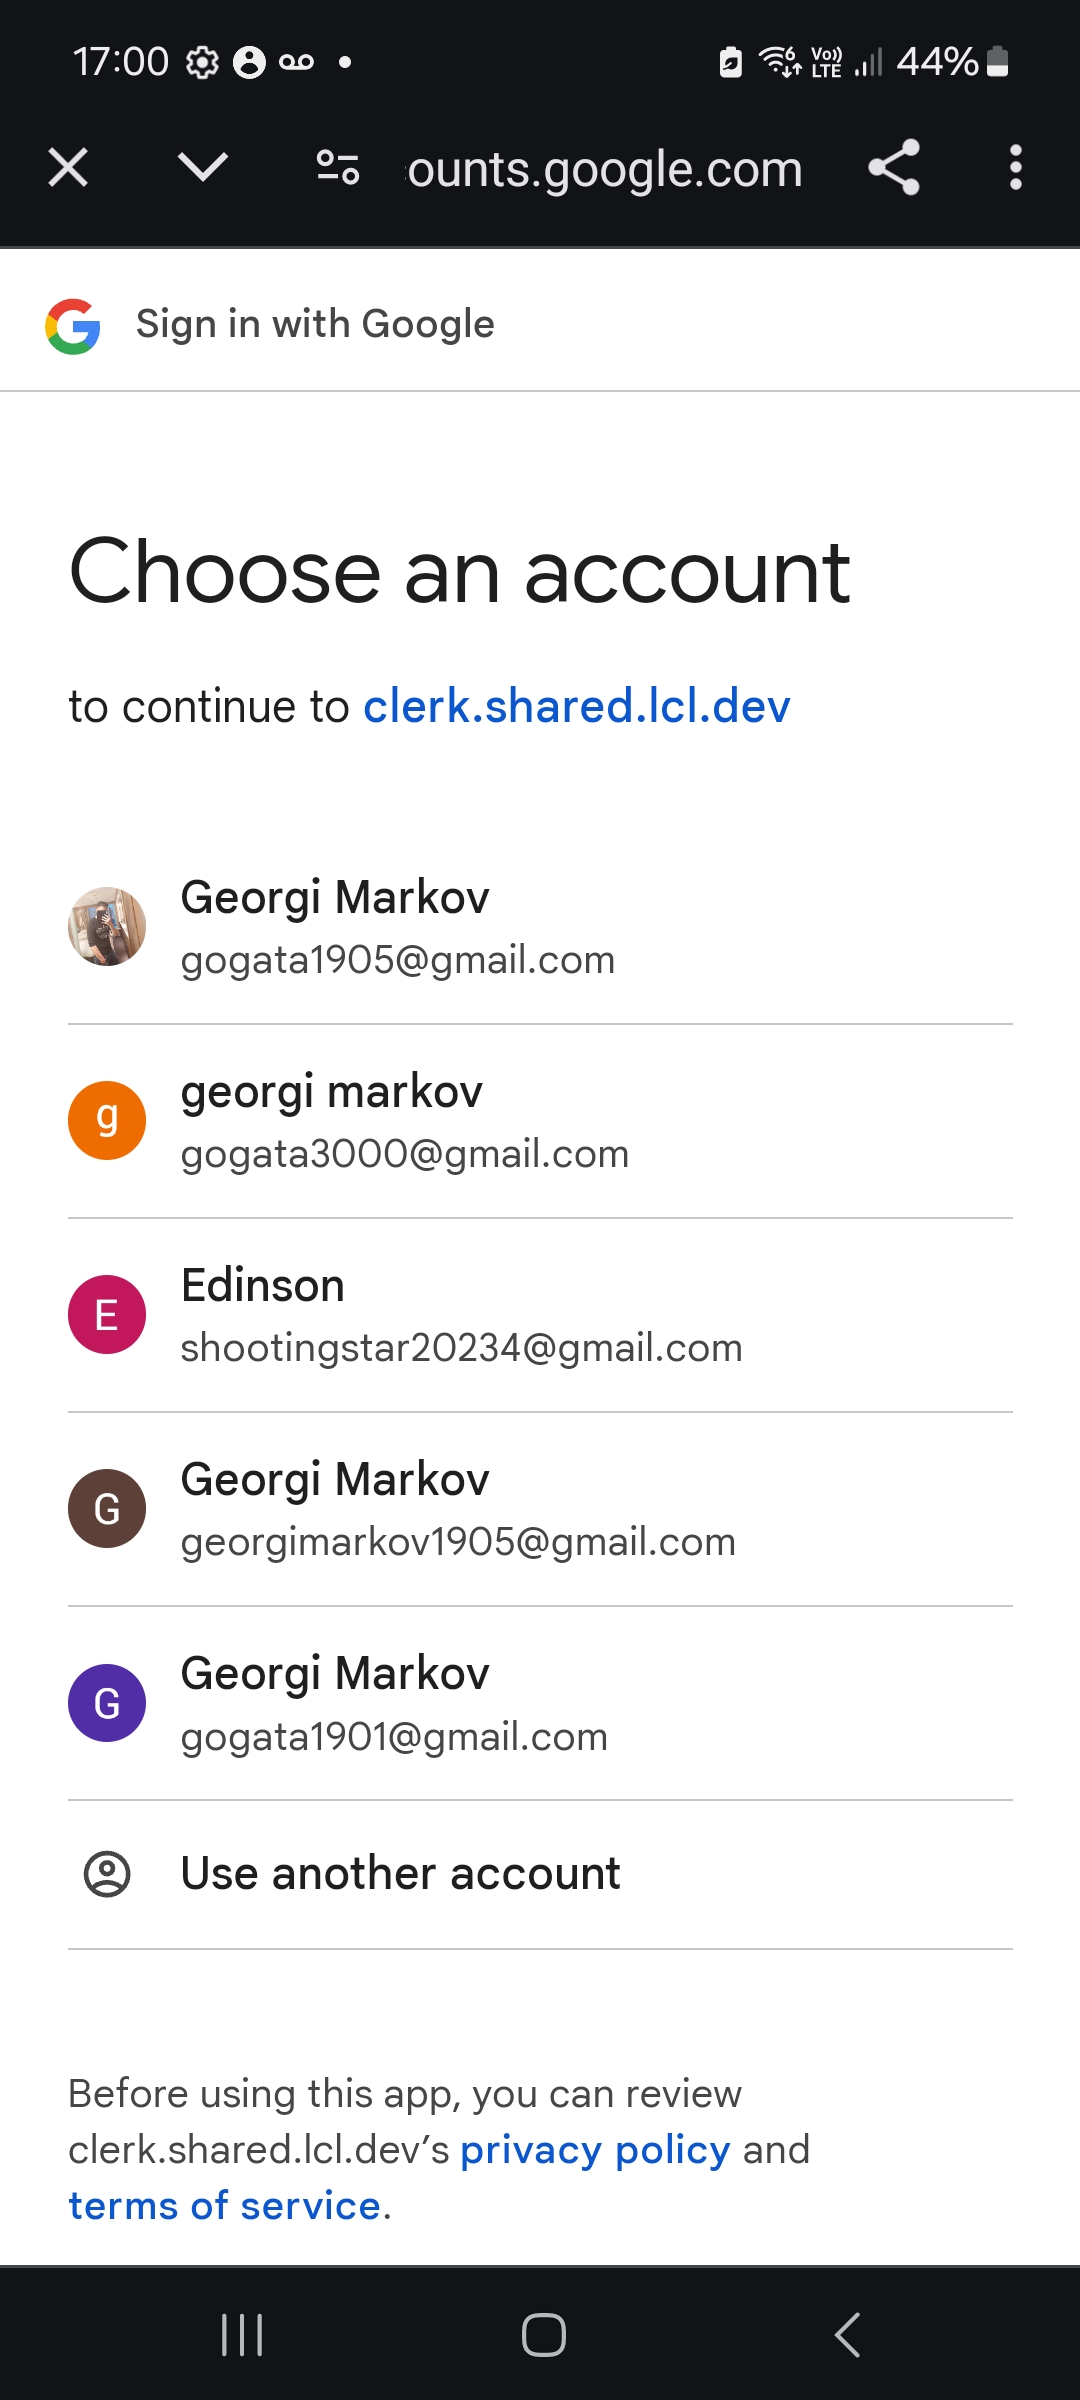 17:00
Vo)) LTE 44%
ounts.google.com
Sign in with Google
Choose an account
to continue to clerk.shared.lcl.dev
Georgi Markov
gogata1905@gmail.com
g
georgi markov
gogata3000@gmail.com
E
Edinson
shootingstar20234@gmail.com
G
Georgi Markov
georgimarkov1905@gmail.com
G
Georgi Markov
gogata1901@gmail.com
Use another account
Before using this app, you can review
clerk.shared.lcl.dev’s privacy policy and
terms of service.